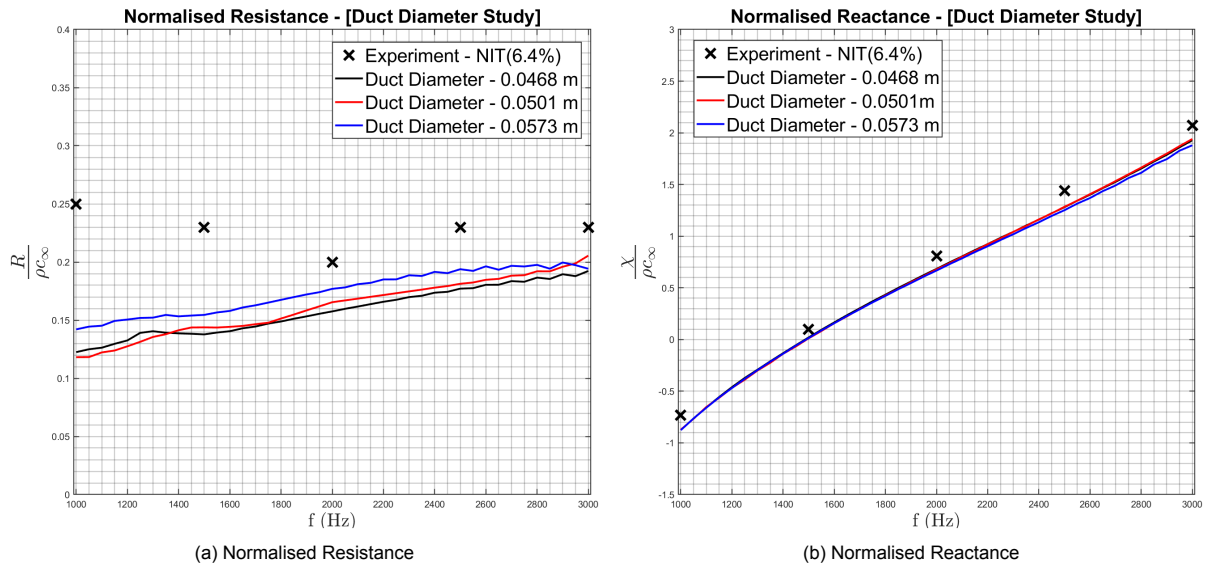 Normalised Resistance - [Duct Diameter Study]
0.4
0.35
0.3
0.25
0.2
0.15
0.1
0.05
0
R
ρc∞
Experiment - NIT(6.4%)
Duct Diameter - 0.0468 m
Duct Diameter - 0.0501 m
Duct Diameter - 0.0573 m
1000 1200 1400 1600 1800 2000 2200 2400 2600 2800 3000
f (Hz)
(a) Normalised Resistance
Normalised Reactance - [Duct Diameter Study]
3
2.5
2
1.5
1
0.5
0
-0.5
-1
-1.5
χ
ρc∞
Experiment - NIT(6.4%)
Duct Diameter - 0.0468 m
Duct Diameter - 0.0501m
Duct Diameter - 0.0573 m
1000 1200 1400 1600 1800 2000 2200 2400 2600 2800 3000
f (Hz)
(b) Normalised Reactance